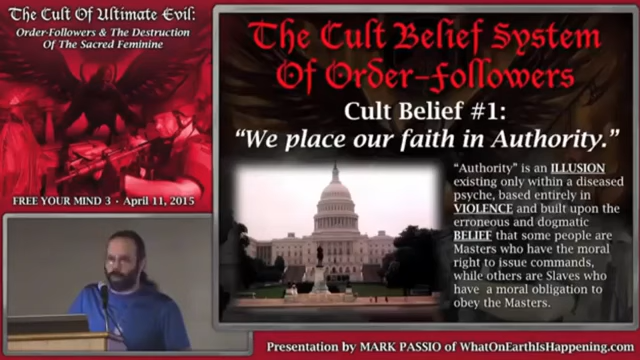 The Cult Of Ultimate Evil:
Order-Followers & The Destruction
Of The Sacred Feminine
FREE YOUR MIND 3 · April 11, 2015
The Cult Belief System
Of Order-Followers
Cult Belief #1:
“We place our faith in Authority.”
“Authority” is an ILLUSION
existing only within a diseased
psyche, based entirely in
VIOLENCE and built upon the
erroneous and dogmatic
BELIEF that some people are
Masters who have the moral
right to issue commands,
while others are Slaves who
have a moral obligation to
obey the Masters.
Presentation by MARK PASSIO of WhatOnEarthIsHappening.com